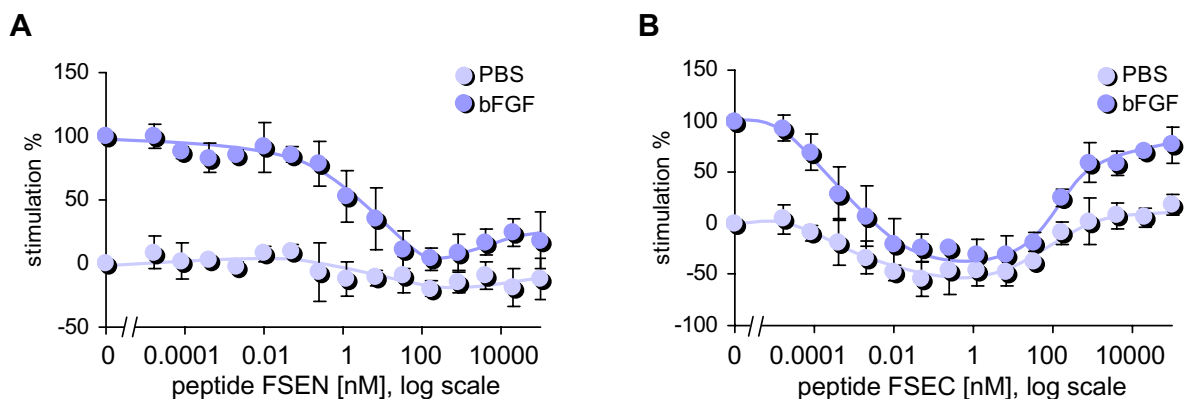 A
150
100
50
0
-50
stimulation %
PBS
bFGF
0 0.0001 0.01 1 100 10000
peptide FSEN [nM], log scale
B
150
100
50
0
-50
-100
stimulation %
PBS
bFGF
0 0.0001 0.01 1 100 10000
peptide FSEC [nM], log scale